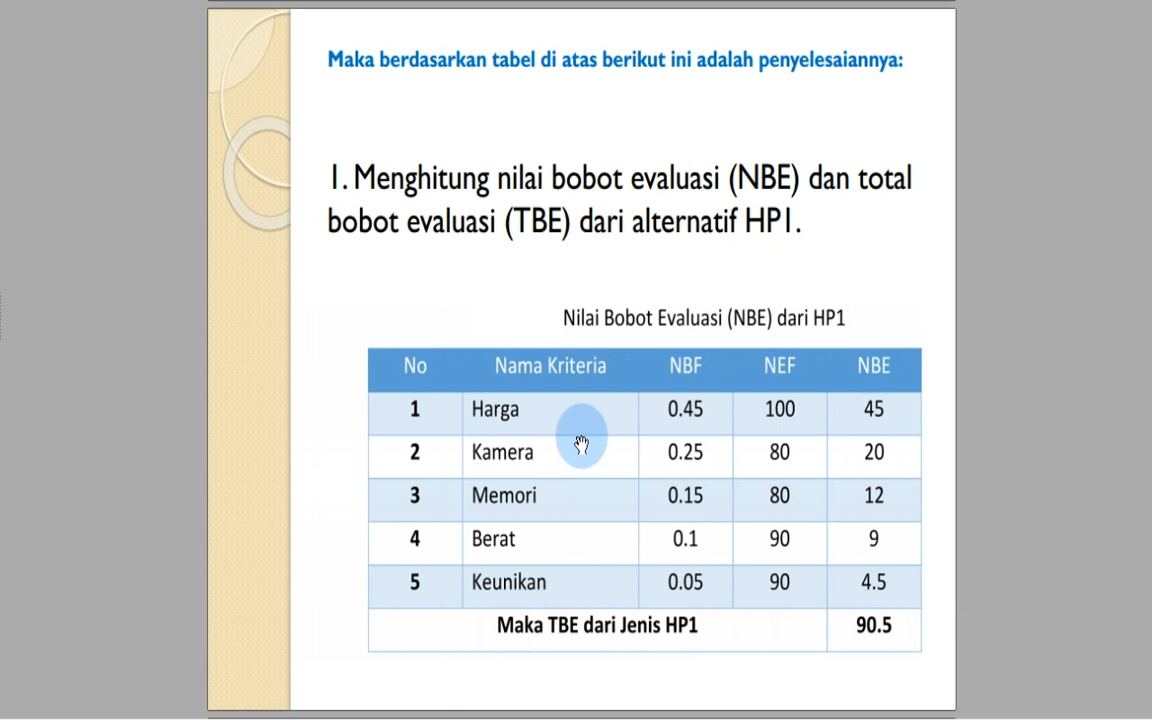 Maka berdasarkan tabel di atas berikut ini adalah penyelesaiannya:
1. Menghitung nilai bobot evaluasi (NBE) dan total
bobot evaluasi (TBE) dari alternatif HP1.
Nilai Bobot Evaluasi (NBE) dari HP1
No Nama Kriteria NBF NEF NBE
1 Harga 0.45 100 45
2 Kamera 0.25 80 20
3 Memori 0.15 80 12
4 Berat 0.1 90 9
5 Keunikan 0.05 90 4.5
Maka TBE dari Jenis HP1 90.5